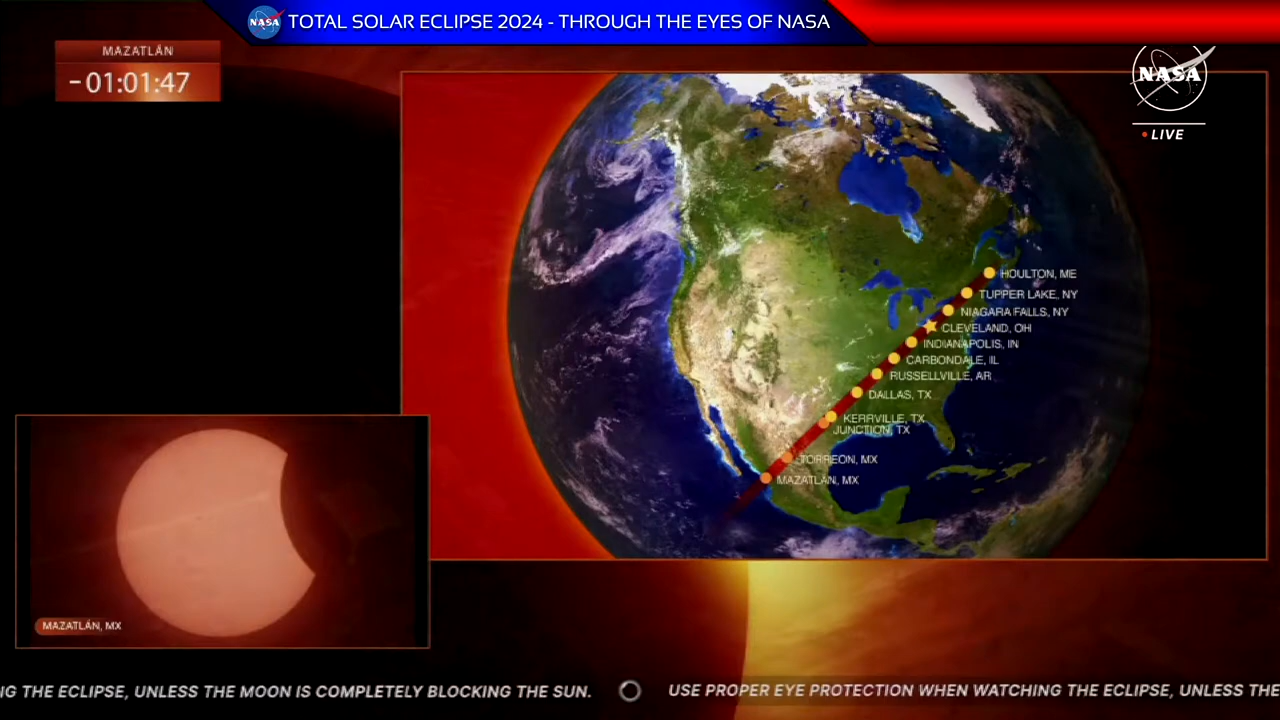 NASA TOTAL SOLAR ECLIPSE 2024 - THROUGH THE EYES OF NASA
MAZATLÁN
-01:01:47
NASA
LIVE
HOULTON, ME
TUPPER LAKE, NY
NIAGARA FALLS, NY
CLEVELAND, OH
INDIANAPOLIS, IN
CARBONDALE, IL
RUSSELLVILLE, AR
DALLAS, TX
KERRVILLE, TX
JUNCTION, TX
TORREON, MX
MAZATLAN, MX
MAZATLÁN, MX
NG THE ECLIPSE, UNLESS THE MOON IS COMPLETELY BLOCKING THE SUN. USE PROPER EYE PROTECTION WHEN WATCHING THE ECLIPSE, UNLESS THE